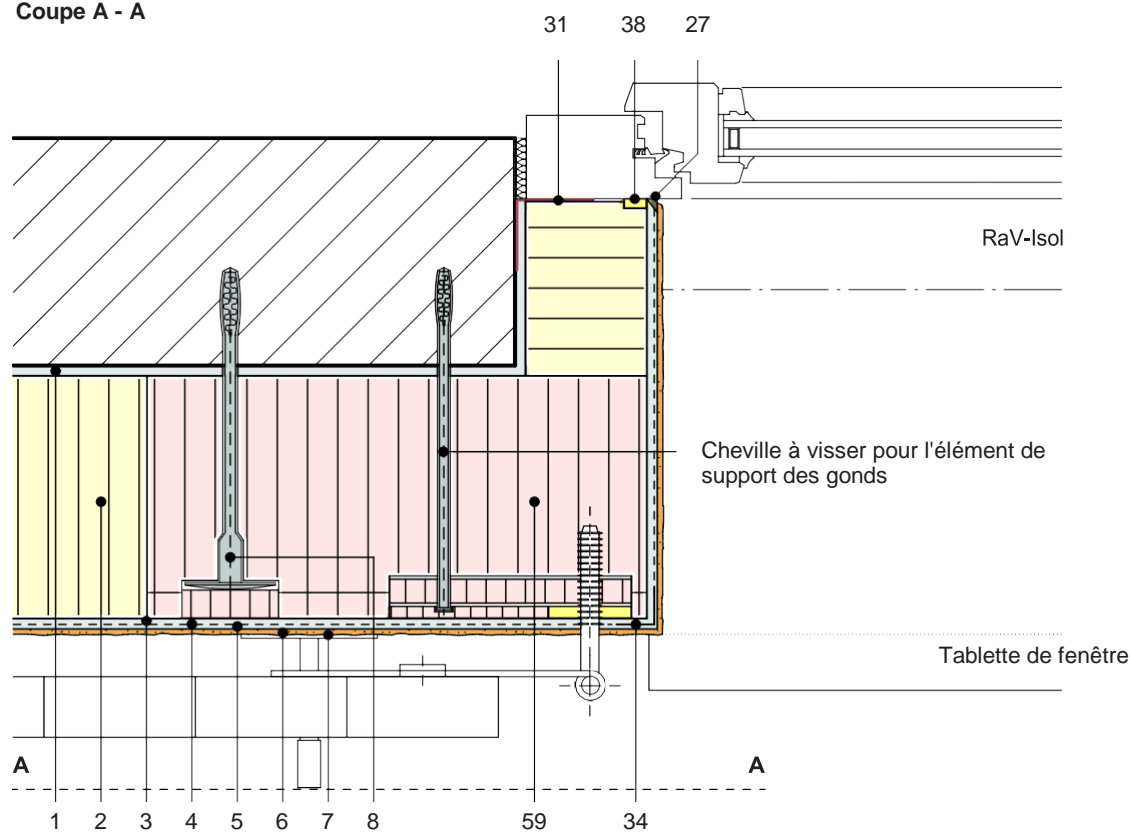 Coupe A - A
31 38 27
RaV-Isol
Cheville à visser pour l'élément de
support des gonds
Tablette de fenêtre
A A
1 2 3 4 5 6 7 8 59 34